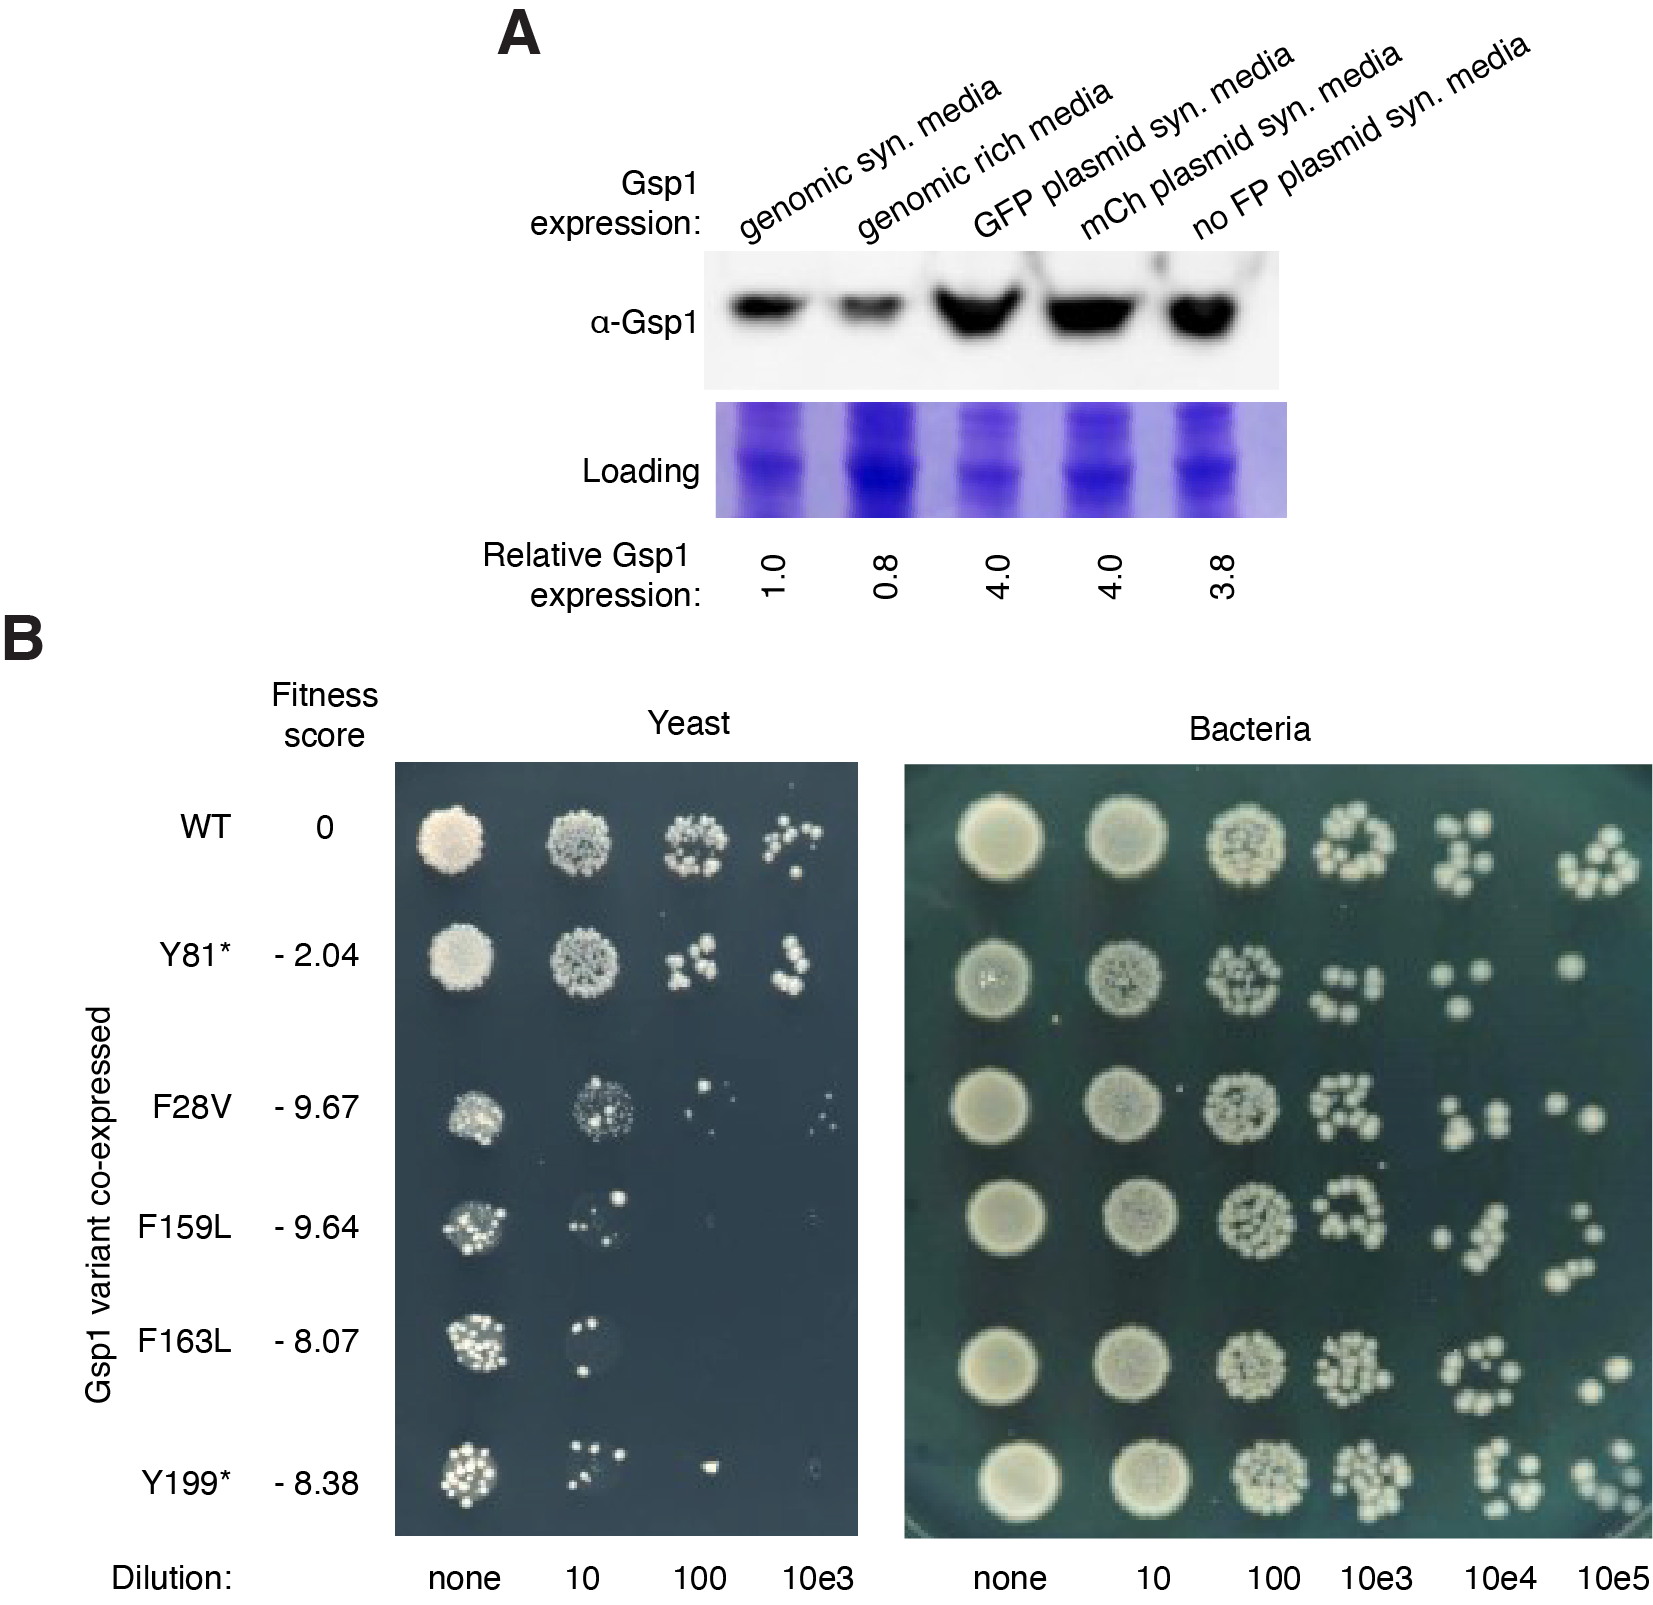 A
genomic syn. media
genomic rich media
GFP plasmid syn. media
mCh plasmid syn. media
no FP plasmid syn. media
Gsp1
expression:
α-Gsp1
Loading
Relative Gsp1
expression:
1.0
0.8
4.0
4.0
3.8
B
Fitness
score
Yeast
Bacteria
Gsp1 variant co-expressed
WT 0
Y81* - 2.04
F28V - 9.67
F159L - 9.64
F163L - 8.07
Y199* - 8.38
Dilution: none 10 100 10e3 none 10 100 10e3 10e4 10e5